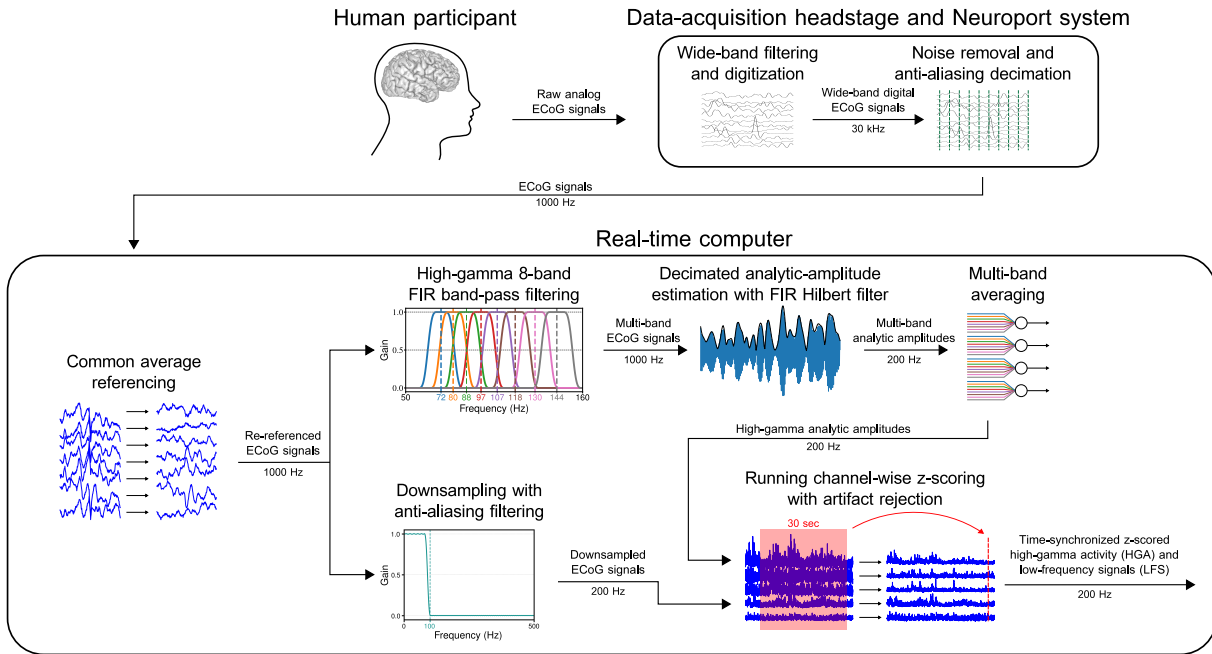 Human participant
Data-acquisition headstage and Neuroport system
Wide-band filtering
and digitization
Noise removal and
anti-aliasing decimation
Raw analog
ECoG signals
Wide-band digital
ECoG signals
30 kHz
ECoG signals
1000 Hz
Real-time computer
High-gamma 8-band
FIR band-pass filtering
Decimated analytic-amplitude
estimation with FIR Hilbert filter
Multi-band
averaging
Common average
referencing
Re-referenced
ECoG signals
1000 Hz
Gain
1.0
0.5
0.0
50
72
80
88
97
107
118
130
144
160
Frequency (Hz)
Multi-band
ECoG signals
1000 Hz
Multi-band
analytic amplitudes
200 Hz
High-gamma analytic amplitudes
200 Hz
Downsampling with
anti-aliasing filtering
Gain
1.0
0.5
0.0
0
100
500
Frequency (Hz)
Downsampled
ECoG signals
200 Hz
Running channel-wise z-scoring
with artifact rejection
30 sec
Time-synchronized z-scored
high-gamma activity (HGA) and
low-frequency signals (LFS)
200 Hz